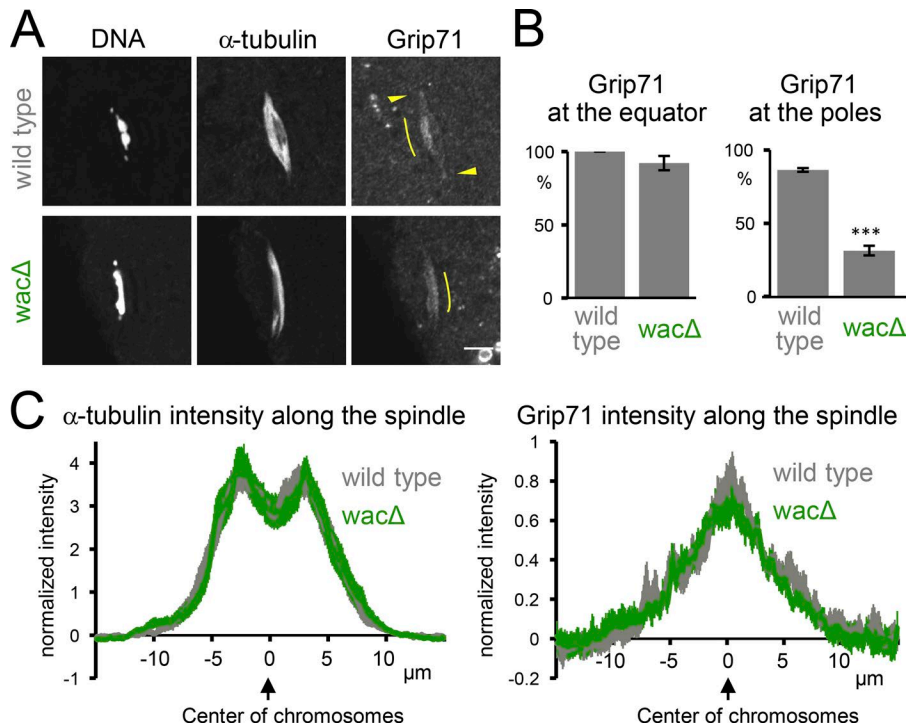 A
DNA
α-tubulin
Grip71
wild type
wacΔ
B
Grip71
at the equator
100
%
50
0
wild
type
wacΔ
Grip71
at the poles
100
%
50
0
***
wild
type
wacΔ
C
α-tubulin intensity along the spindle
normalized intensity
4
3
2
1
0
-1
wild type
wacΔ
-10
-5
0
5
10
μm
Center of chromosomes
Grip71 intensity along the spindle
normalized intensity
1
0.8
0.6
0.4
0.2
0
-0.2
wild type
wacΔ
-10
-5
0
5
10
μm
Center of chromosomes